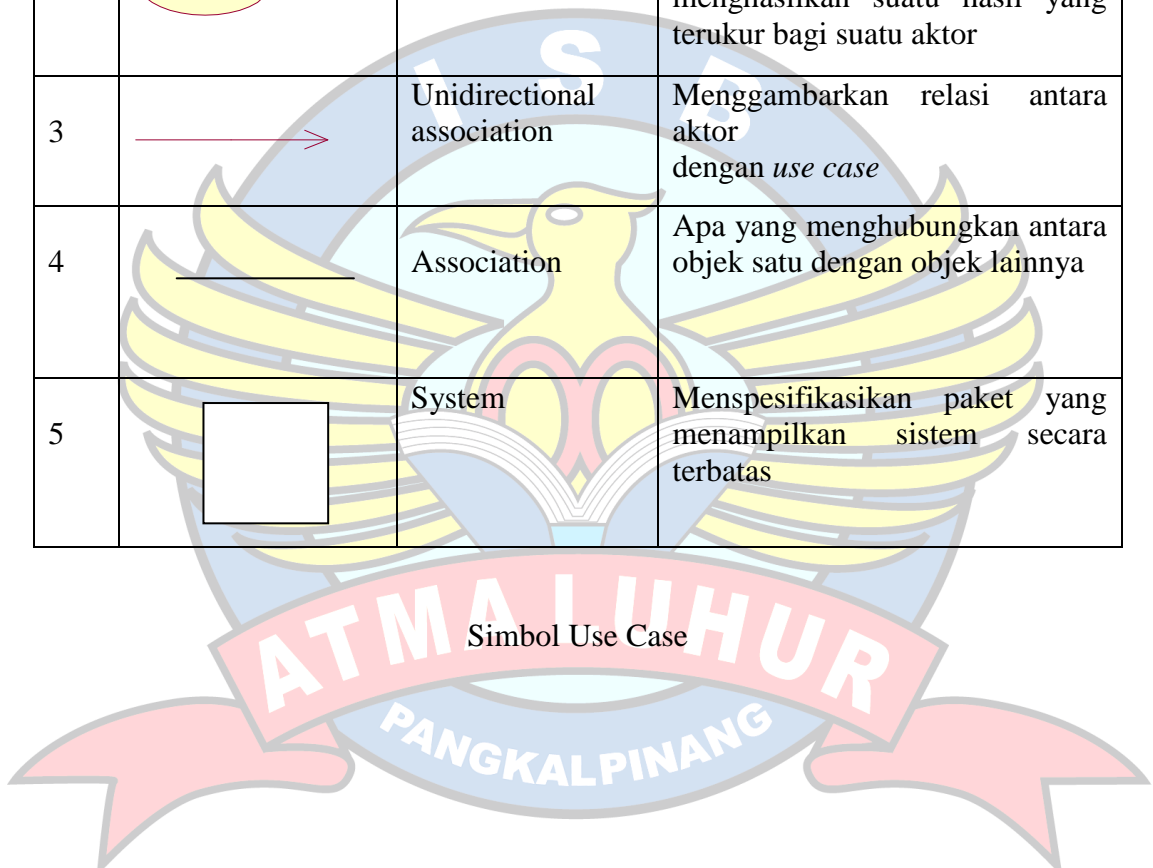 menghasilkan suatu hasil yang
terukur bagi suatu aktor
3
Unidirectional
association
Menggambarkan relasi antara
aktor
dengan use case
4
Association
Apa yang menghubungkan antara
objek satu dengan objek lainnya
5
System
Menspesifikasikan paket yang
menampilkan sistem secara
terbatas
Simbol Use Case
I S B
ATMA LUHUR
PANGKALPINANG